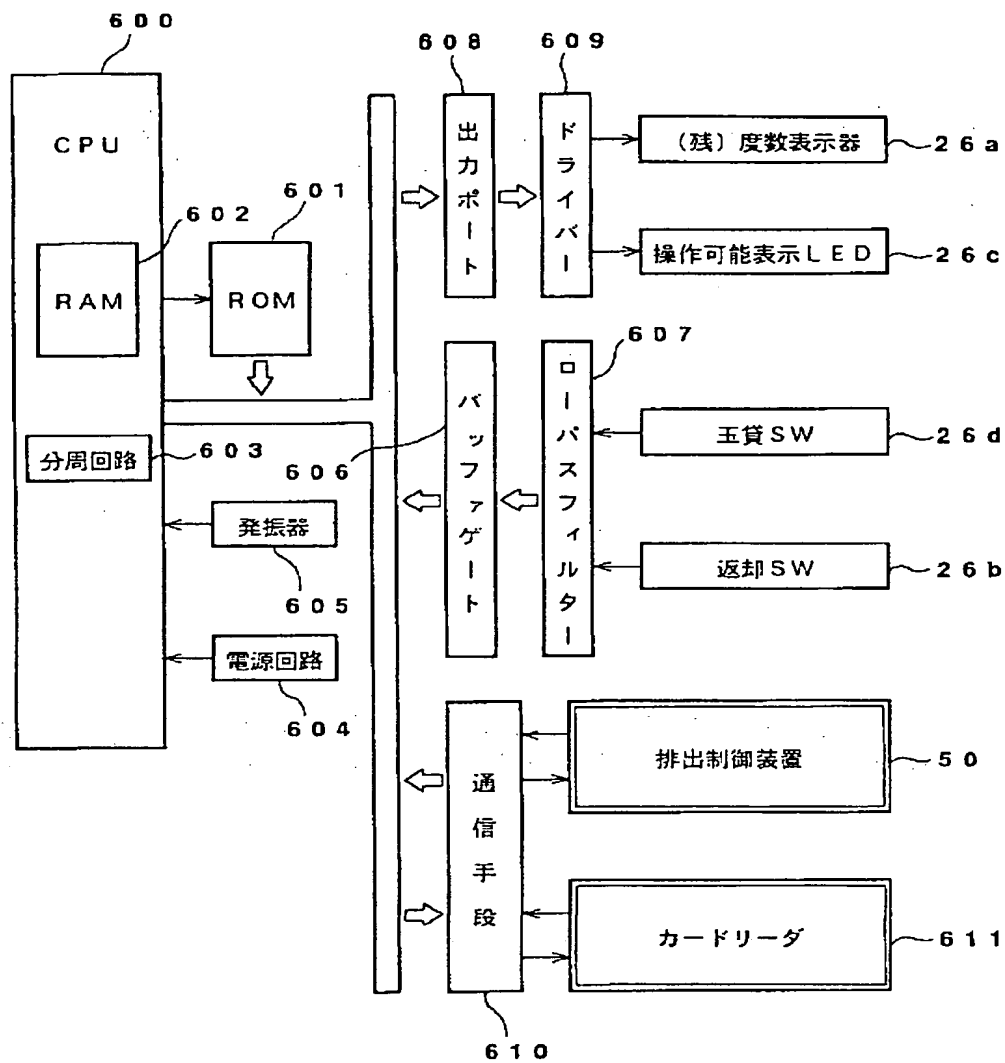 600
CPU
RAM
602
601
ROM
分周回路
603
発振器
605
電源回路
604
608
出力ポート
609
ドライバー
(残)度数表示器
26a
操作可能表示LED
26c
606
バッファゲート
607
ローパスフィルター
玉貸SW
26d
返却SW
26b
通信手段
610
排出制御装置
50
カードリーダ
611